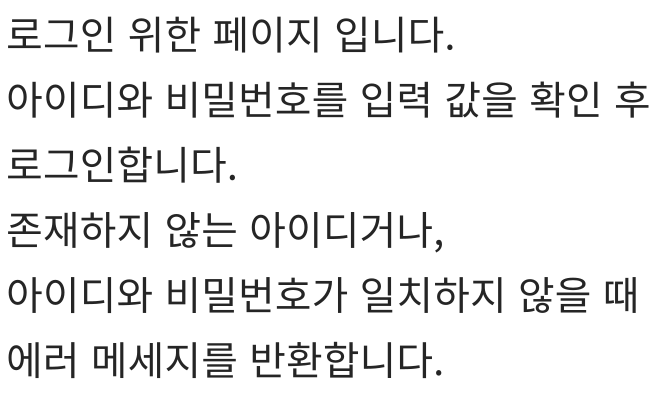 로그인 위한 페이지 입니다.
아이디와 비밀번호를 입력 값을 확인 후
로그인합니다.
존재하지 않는 아이디거나,
아이디와 비밀번호가 일치하지 않을 때
에러 메세지를 반환합니다.